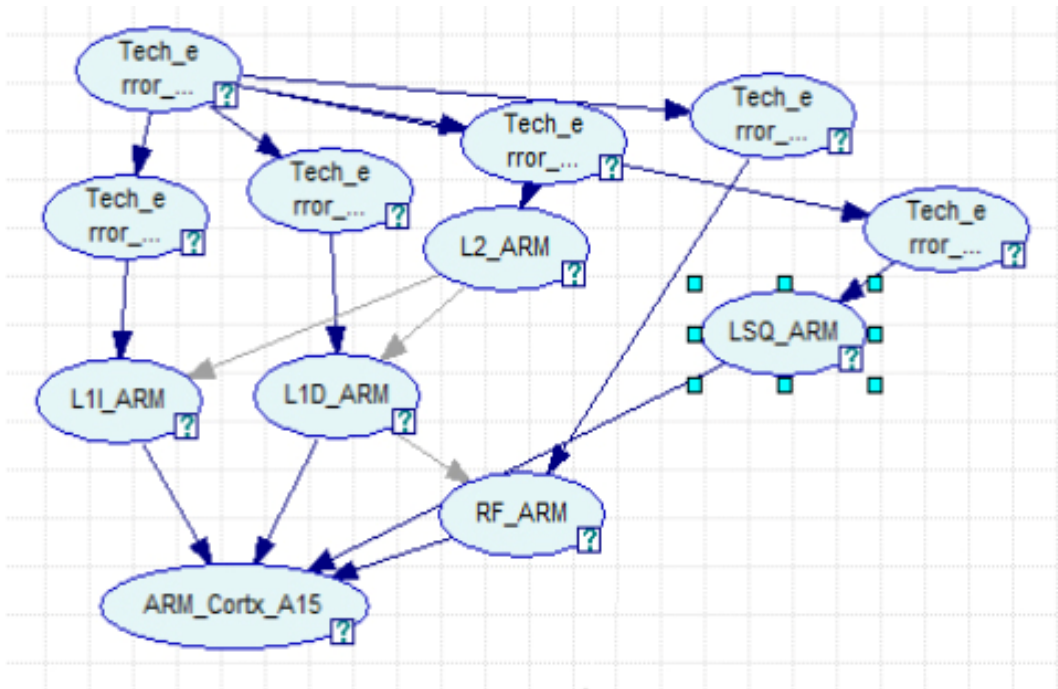 Tech_e
rror_...
?
Tech_e
rror_...
?
Tech_e
rror_...
?
Tech_e
rror_...
?
Tech_e
rror_...
?
Tech_e
rror_...
?
L2_ARM
?
LSQ_ARM
?
L1I_ARM
?
L1D_ARM
?
RF_ARM
?
ARM_Cortx_A15
?